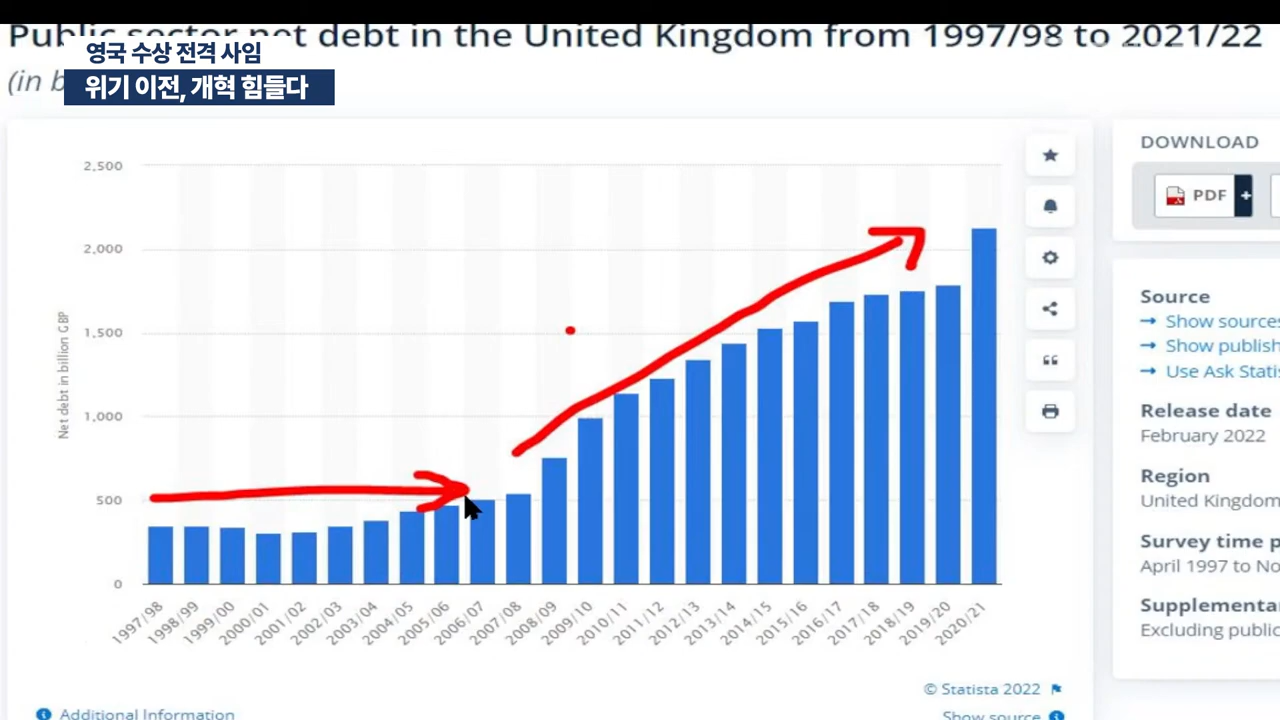 Public sector net debt in the United Kingdom from 1997/98 to 2021/22
영국 수상 전격 사임
(in b
위기 이전, 개혁 힘들다
DOWNLOAD
PDF +
2,500
2,000
1,500
1,000
500
0
Net debt in billion GBP
1997/98
1998/99
1999/00
2000/01
2001/02
2002/03
2003/04
2004/05
2005/06
2006/07
2007/08
2008/09
2009/10
2010/11
2011/12
2012/13
2013/14
2014/15
2015/16
2016/17
2017/18
2018/19
2019/20
2020/21
Source
→ Show sources
→ Show publish
→ Use Ask Stati
Release date
February 2022
Region
United Kingdom
Survey time p
April 1997 to No
Supplementa
Excluding public
© Statista 2022
Additional Information
Show source